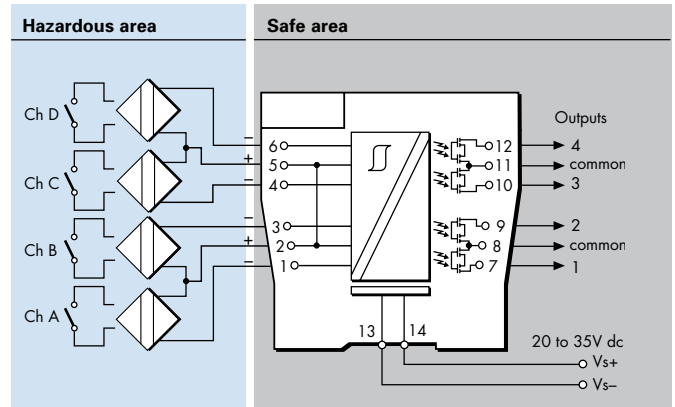 Hazardous area
Safe area
Ch D
Ch C
Ch B
Ch A
– 6
+ 5
– 4
– 3
+ 2
– 1
12
11
10
9
8
7
Outputs
4
common
3
2
common
1
13 14
20 to 35V dc
Vs+
Vs–